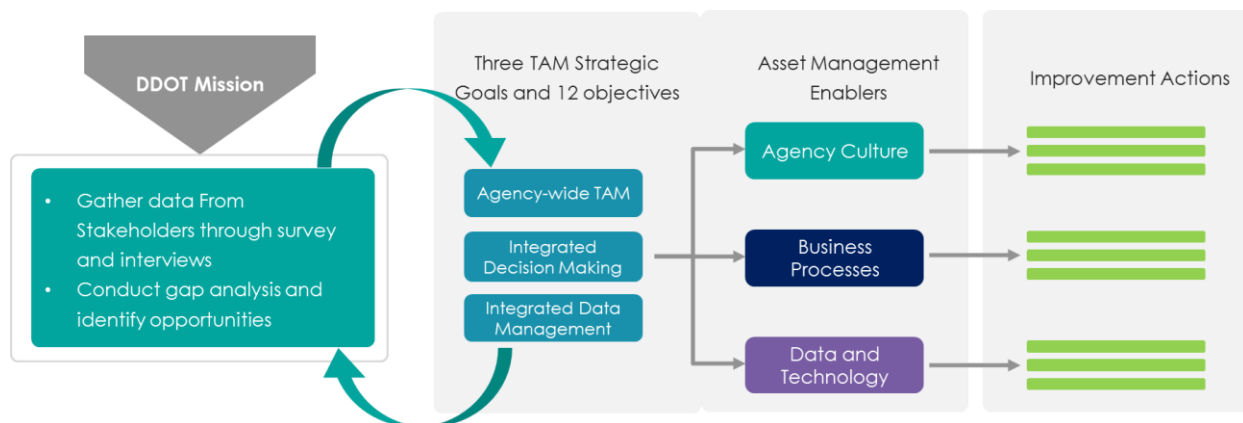 DDOT Mission
• Gather data From
Stakeholders through survey
and interviews
• Conduct gap analysis and
identify opportunities
Three TAM Strategic
Goals and 12 objectives
Agency-wide TAM
Integrated
Decision Making
Integrated Data
Management
Asset Management
Enablers
Agency Culture
Business
Processes
Data and
Technology
Improvement Actions